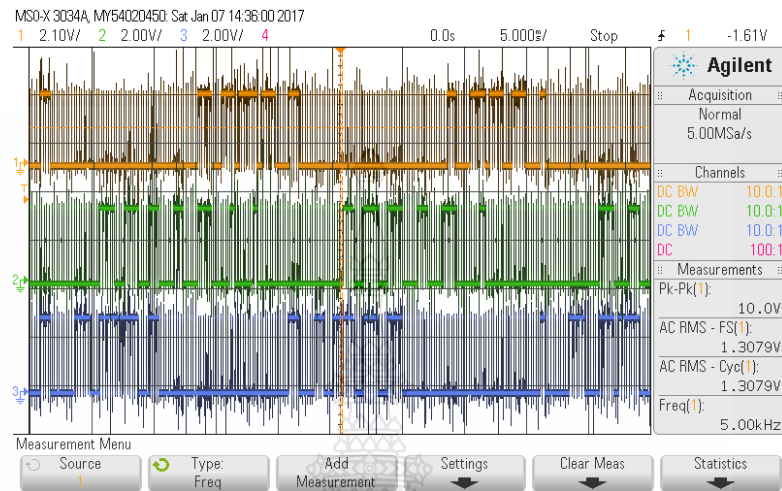 MSO-X 3034A, MY54020450: Sat Jan 07 14:36:00 2017
1 2.10V/ 2 2.00V/ 3 2.00V/ 4 0.0s 5.000ms/ Stop 1 -1.61V
Agilent
Acquisition
Normal
5.00MSa/s
Channels
DC BW 10.0:1
DC BW 10.0:1
DC BW 10.0:1
DC 100:1
Measurements
Pk-Pk(1):
10.0V
AC RMS - FS(1):
1.3079V
AC RMS - Cyc(1):
1.3079V
Freq(1):
5.00kHz
1
T
2
3
Measurement Menu
Source
1
Type:
Freq
Add
Measurement
Settings
Clear Meas
Statistics